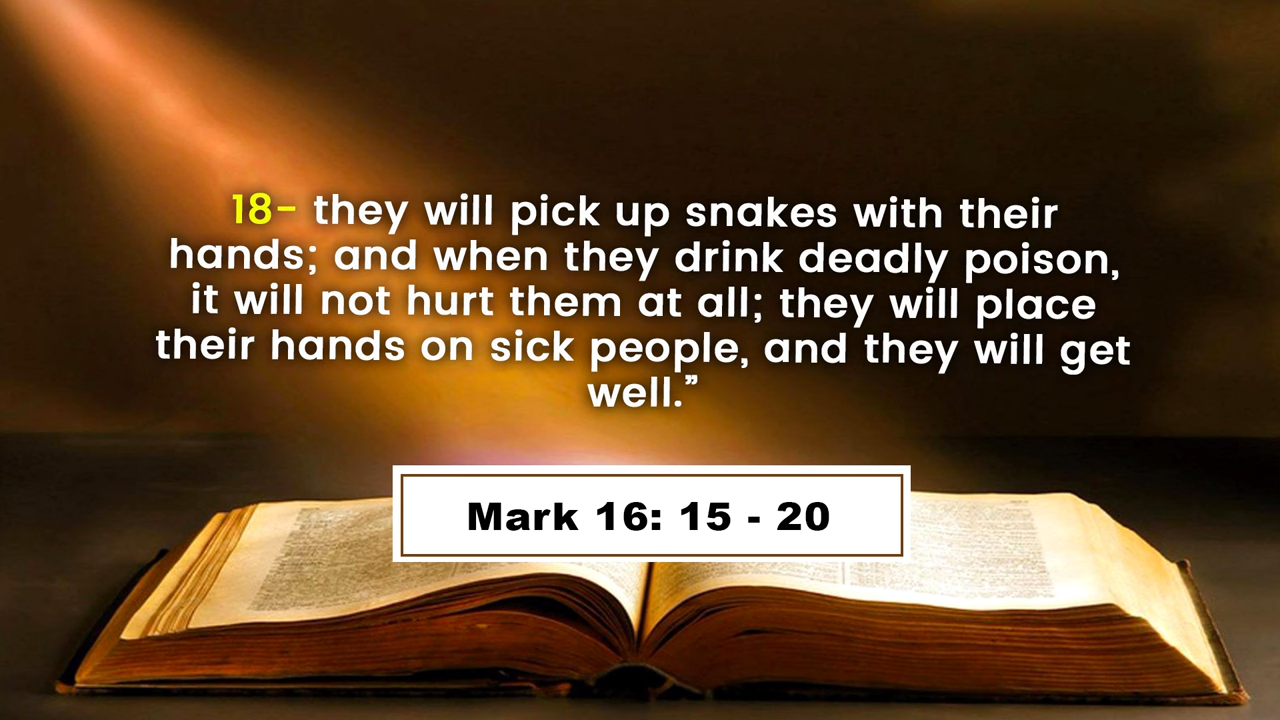 18- they will pick up snakes with their
hands; and when they drink deadly poison,
it will not hurt them at all; they will place
their hands on sick people, and they will get
well.”
Mark 16: 15 - 20